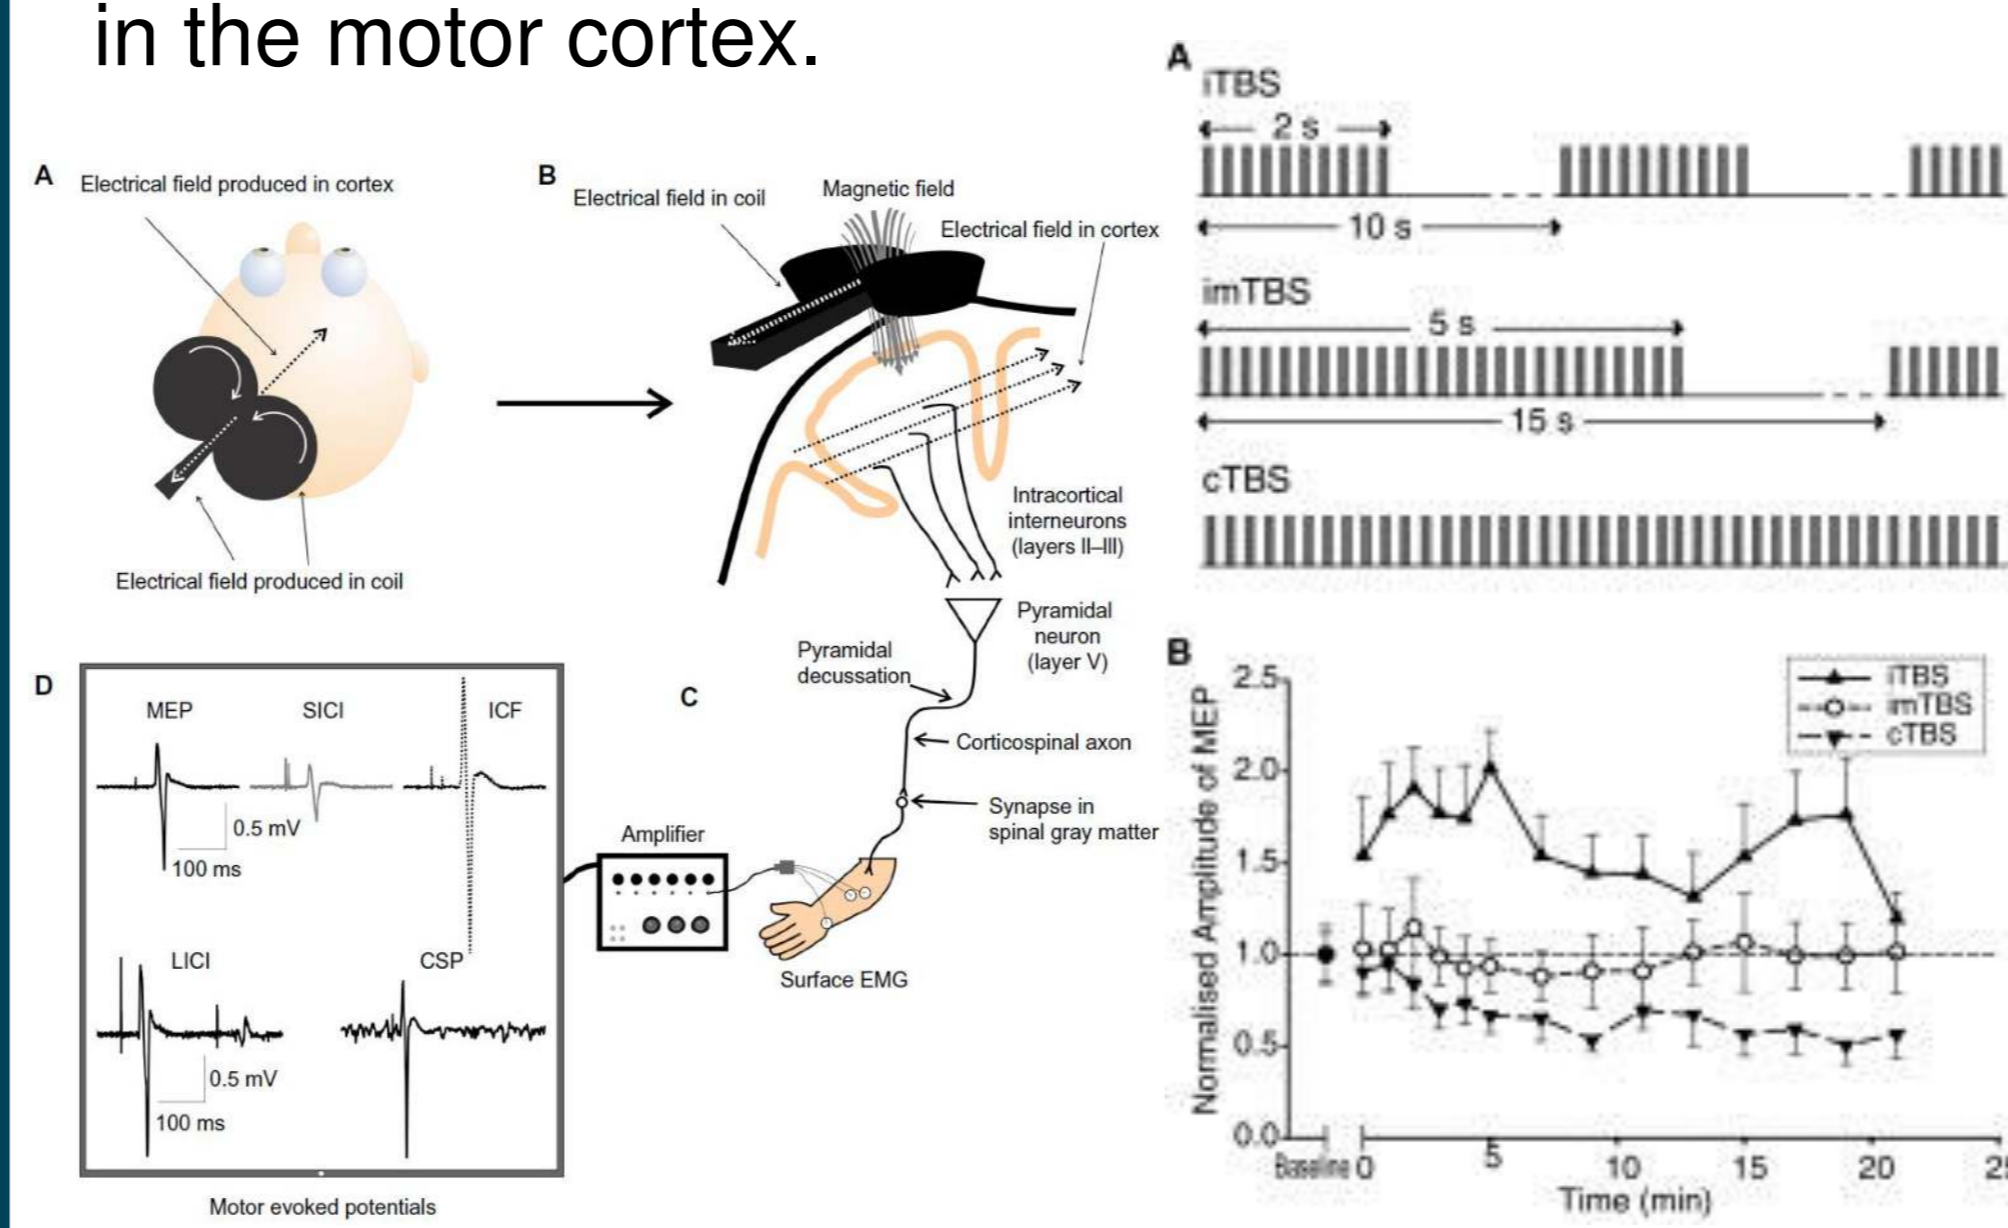 in the motor cortex.
A
Electrical field produced in cortex
Electrical field produced in coil
B
Electrical field in coil
Magnetic field
Electrical field in cortex
Intracortical
interneurons
(layers II–III)
Pyramidal
neuron
(layer V)
Pyramidal
decussation
C
Corticospinal axon
Synapse in
spinal gray matter
Amplifier
Surface EMG
D
MEP
SICI
ICF
0.5 mV
100 ms
LICI
CSP
0.5 mV
100 ms
Motor evoked potentials
A
iTBS
2 s
10 s
imTBS
5 s
15 s
cTBS
B
iTBS
imTBS
cTBS
Normalised Amplitude of MEP
2.5
2.0
1.5
1.0
0.5
0.0
Baseline 0 5 10 15 20
Time (min)